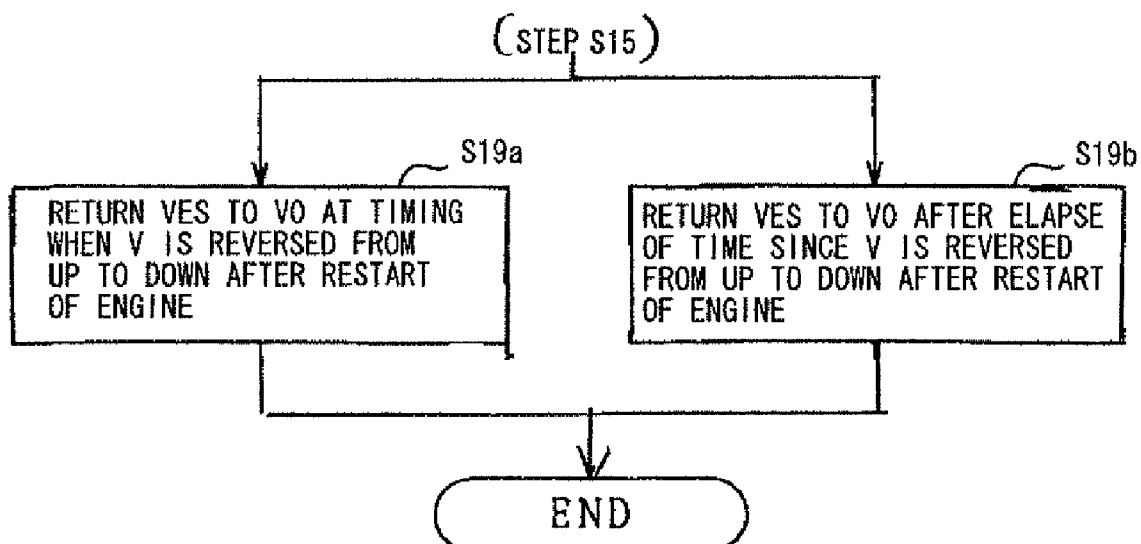 (STEP S15)
S19a
RETURN VES TO V0 AT TIMING
WHEN V IS REVERSED FROM
UP TO DOWN AFTER RESTART
OF ENGINE
S19b
RETURN VES TO V0 AFTER ELAPSE
OF TIME SINCE V IS REVERSED
FROM UP TO DOWN AFTER RESTART
OF ENGINE
END